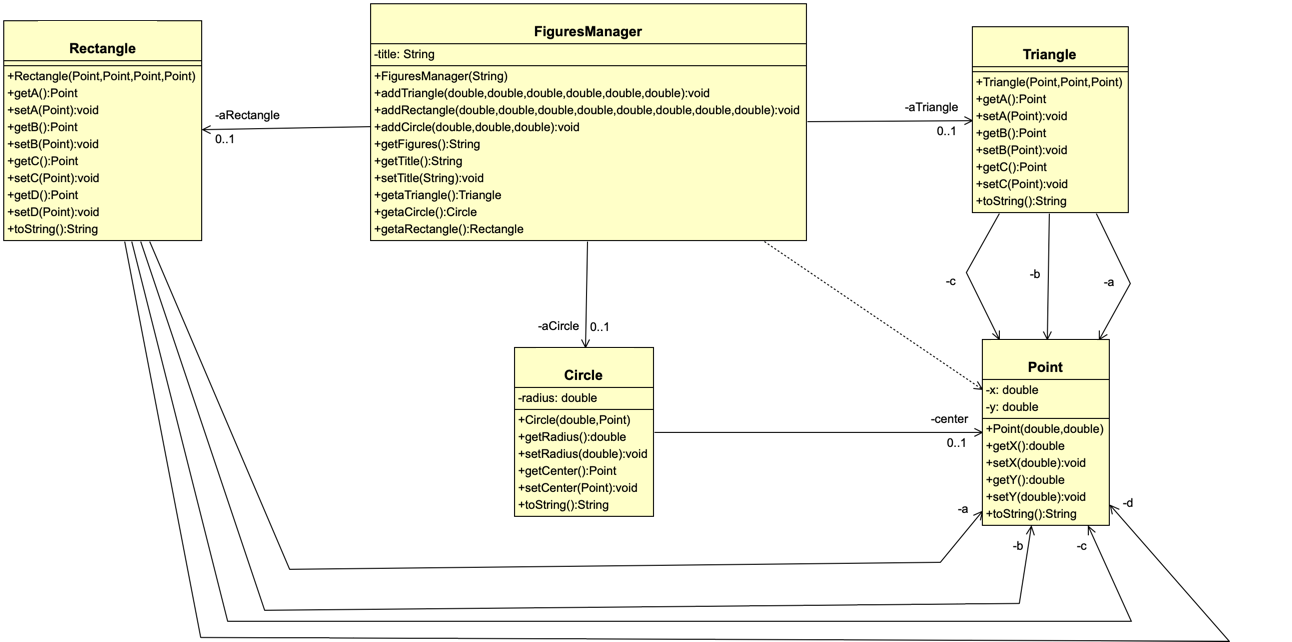 Rectangle
+Rectangle(Point,Point,Point,Point)
+getA():Point
+setA(Point):void
+getB():Point
+setB(Point):void
+getC():Point
+setC(Point):void
+getD():Point
+setD(Point):void
+toString():String
-aRectangle
0..1
FiguresManager
-title: String
+FiguresManager(String)
+addTriangle(double,double,double,double,double,double):void
+addRectangle(double,double,double,double,double,double,double,double):void
+addCircle(double,double,double):void
+getFigures():String
+getTitle():String
+setTitle(String):void
+getaTriangle():Triangle
+getaCircle():Circle
+getaRectangle():Rectangle
-aTriangle
0..1
Triangle
+Triangle(Point,Point,Point)
+getA():Point
+setA(Point):void
+getB():Point
+setB(Point):void
+getC():Point
+setC(Point):void
+toString():String
-c
-b
-a
-aCircle
0..1
Circle
-radius: double
+Circle(double,Point)
+getRadius():double
+setRadius(double):void
+getCenter():Point
+setCenter(Point):void
+toString():String
-center
0..1
Point
-x: double
-y: double
+Point(double,double)
+getX():double
+setX(double):void
+getY():double
+setY(double):void
+toString():String
-a
-b
-c
-d